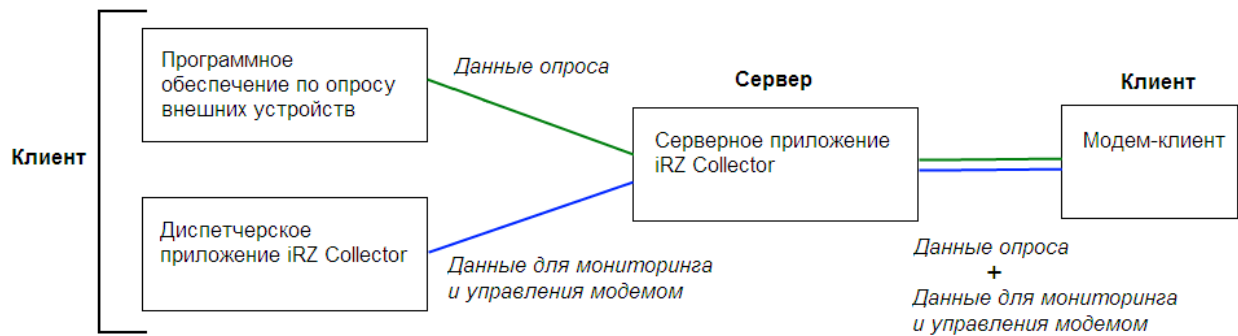 Клиент
Программное
обеспечение по опросу
внешних устройств
Данные опроса
Диспетчерское
приложение iRZ Collector
Данные для мониторинга
и управления модемом
Сервер
Серверное приложение
iRZ Collector
Клиент
Модем-клиент
Данные опроса
+
Данные для мониторинга
и управления модемом